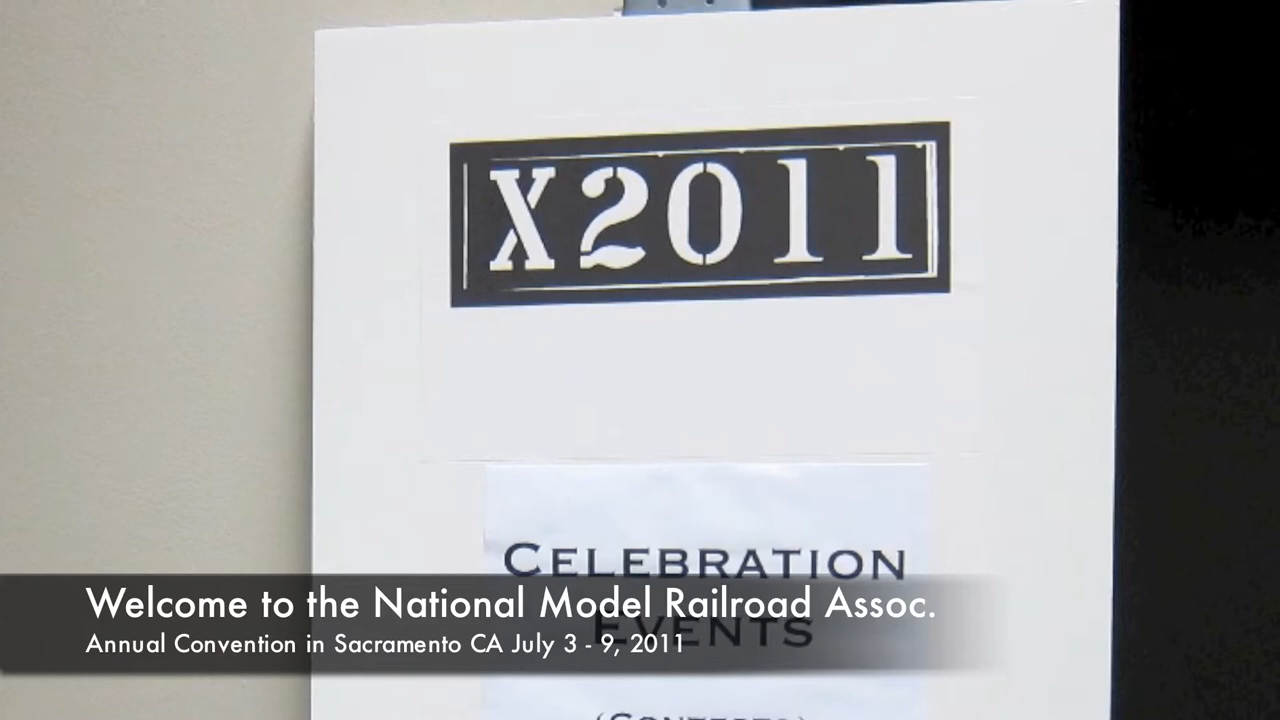 X2011
CELEBRATION
EVENTS
Welcome to the National Model Railroad Assoc.
Annual Convention in Sacramento CA July 3 - 9, 2011